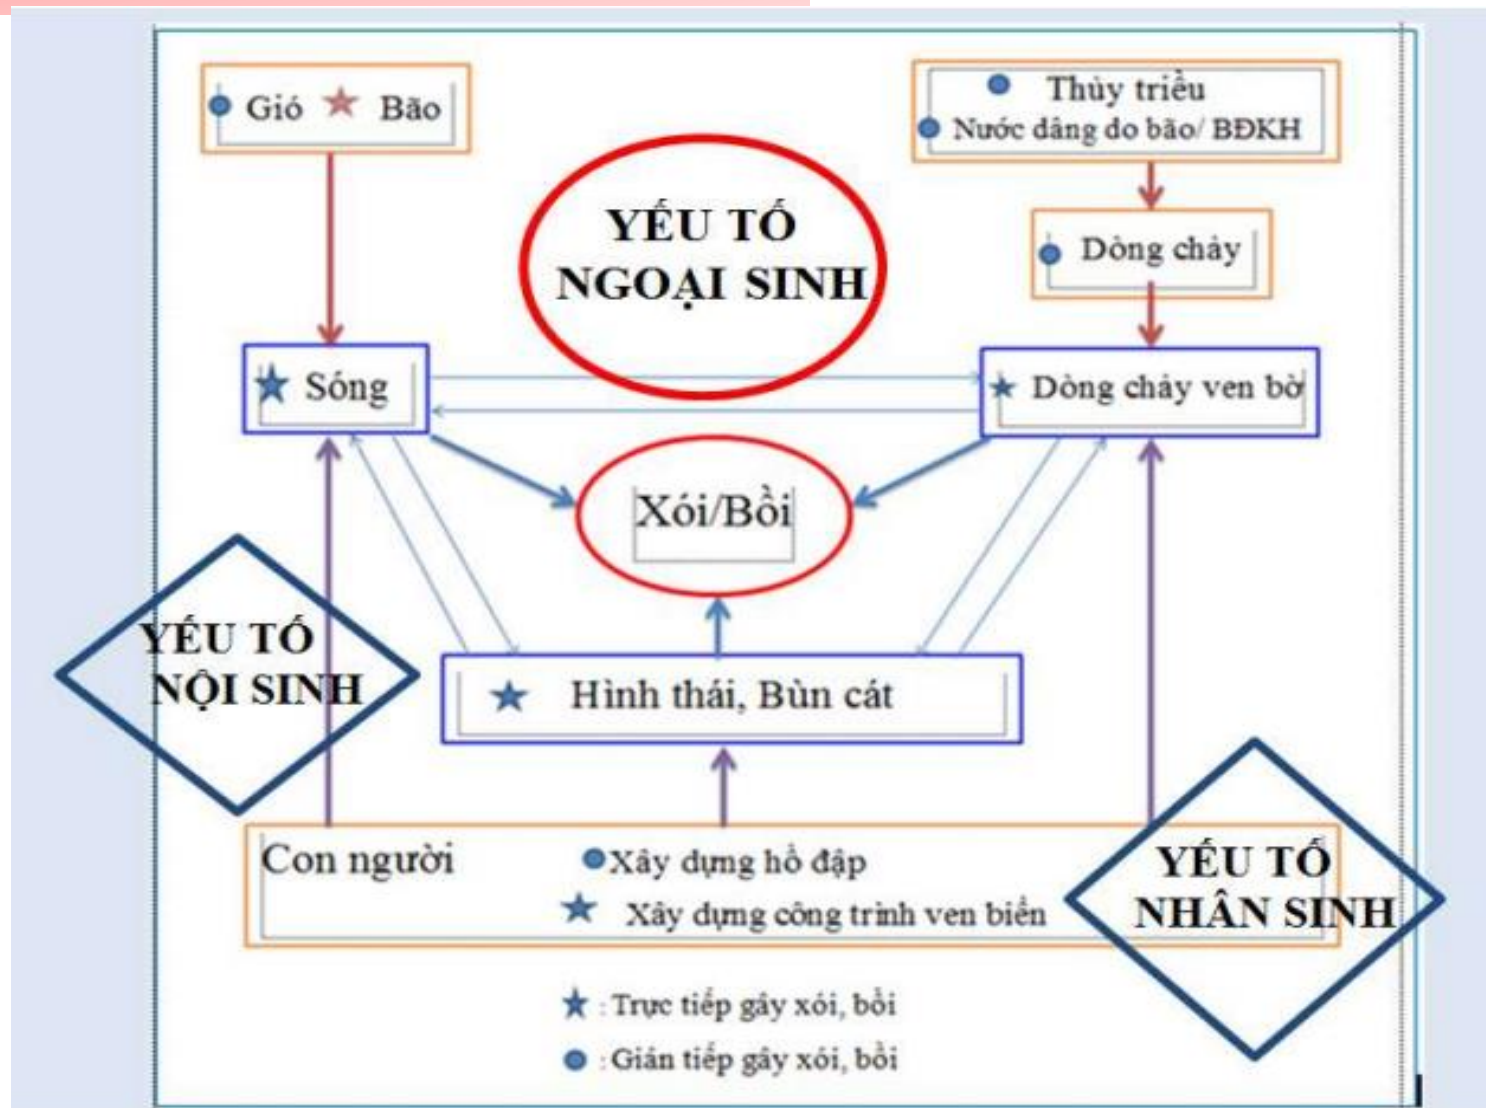 Gió Bão
Thủy triều
Nước dâng do bão/ BĐKH
YẾU TỐ
NGOẠI SINH
Dòng chảy
Sóng
Dòng chảy ven bờ
Xói/Bồi
YẾU TỐ
NỘI SINH
Hình thái, Bùn cát
Con người
Xây dựng hồ đập
Xây dựng công trình ven biển
YẾU TỐ
NHÂN SINH
: Trực tiếp gây xói, bồi
: Gián tiếp gây xói, bồi